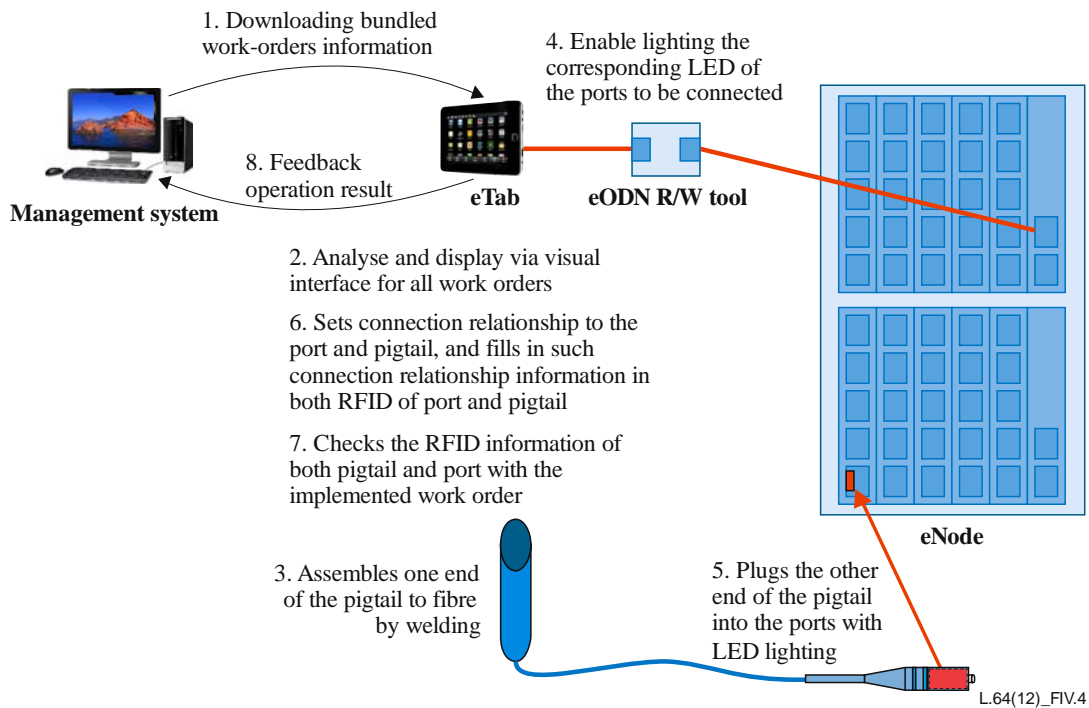 1. Downloading bundled
work-orders information
4. Enable lighting the
corresponding LED of
the ports to be connected
8. Feedback
operation result
Management system
eTab
eODN R/W tool
2. Analyse and display via visual
interface for all work orders
6. Sets connection relationship to the
port and pigtail, and fills in such
connection relationship information in
both RFID of port and pigtail
7. Checks the RFID information of
both pigtail and port with the
implemented work order
eNode
3. Assembles one end
of the pigtail to fibre
by welding
5. Plugs the other
end of the pigtail
into the ports with
LED lighting
L.64(12)_FIV.4